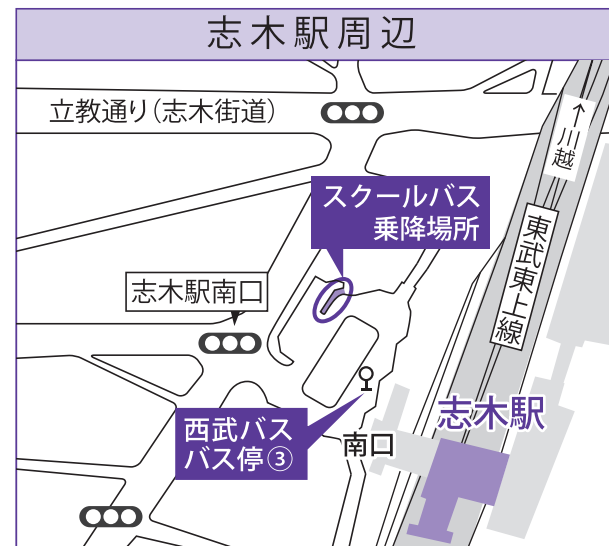 志木駅周辺
立教通り(志木街道)
↑川越
スクールバス
乗降場所
東武東上線
志木駅南口
志木駅
西武バス
バス停③
南口